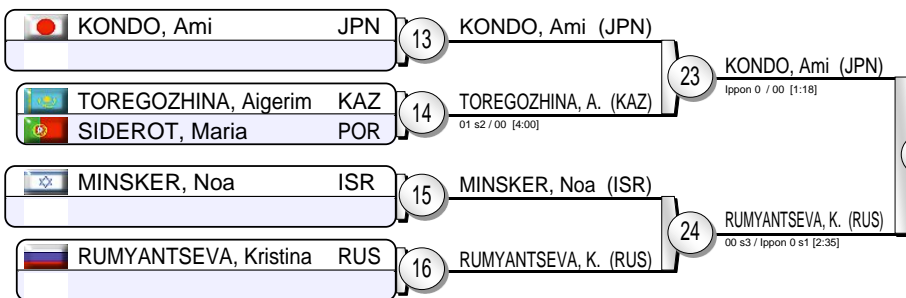 KONDO, Ami JPN
13
KONDO, Ami (JPN)
23
KONDO, Ami (JPN)
Ippon 0 / 00 [1:18]
TOREGOZHINA, Aigerim KAZ
SIDEROT, Maria POR
14
TOREGOZHINA, A. (KAZ)
01 s2 / 00 [4:00]
MINSKER, Noa ISR
15
MINSKER, Noa (ISR)
24
RUMYANTSEVA, K. (RUS)
00 s3 / Ippon 0 s1 [2:35]
RUMYANTSEVA, Kristina RUS
16
RUMYANTSEVA, K. (RUS)